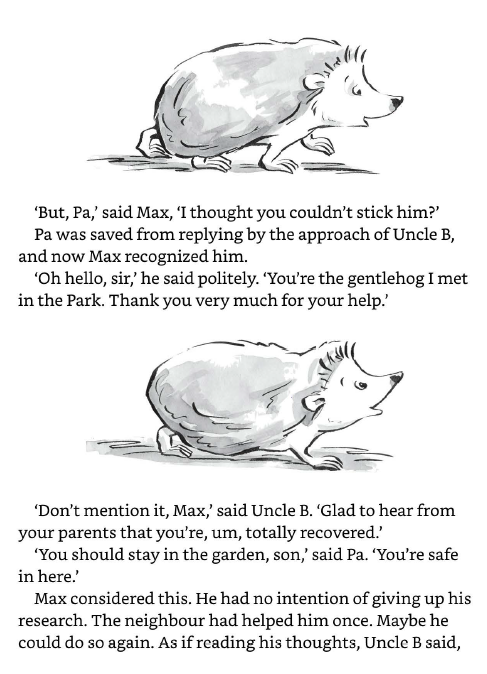 ‘But, Pa,’ said Max, ‘I thought you couldn’t stick him?’
Pa was saved from replying by the approach of Uncle B,
and now Max recognized him.
‘Oh hello, sir,’ he said politely. ‘You’re the gentlehog I met
in the Park. Thank you very much for your help.’
‘Don’t mention it, Max,’ said Uncle B. ‘Glad to hear from
your parents that you’re, um, totally recovered.’
‘You should stay in the garden, son,’ said Pa. ‘You’re safe
in here.’
Max considered this. He had no intention of giving up his
research. The neighbour had helped him once. Maybe he
could do so again. As if reading his thoughts, Uncle B said,